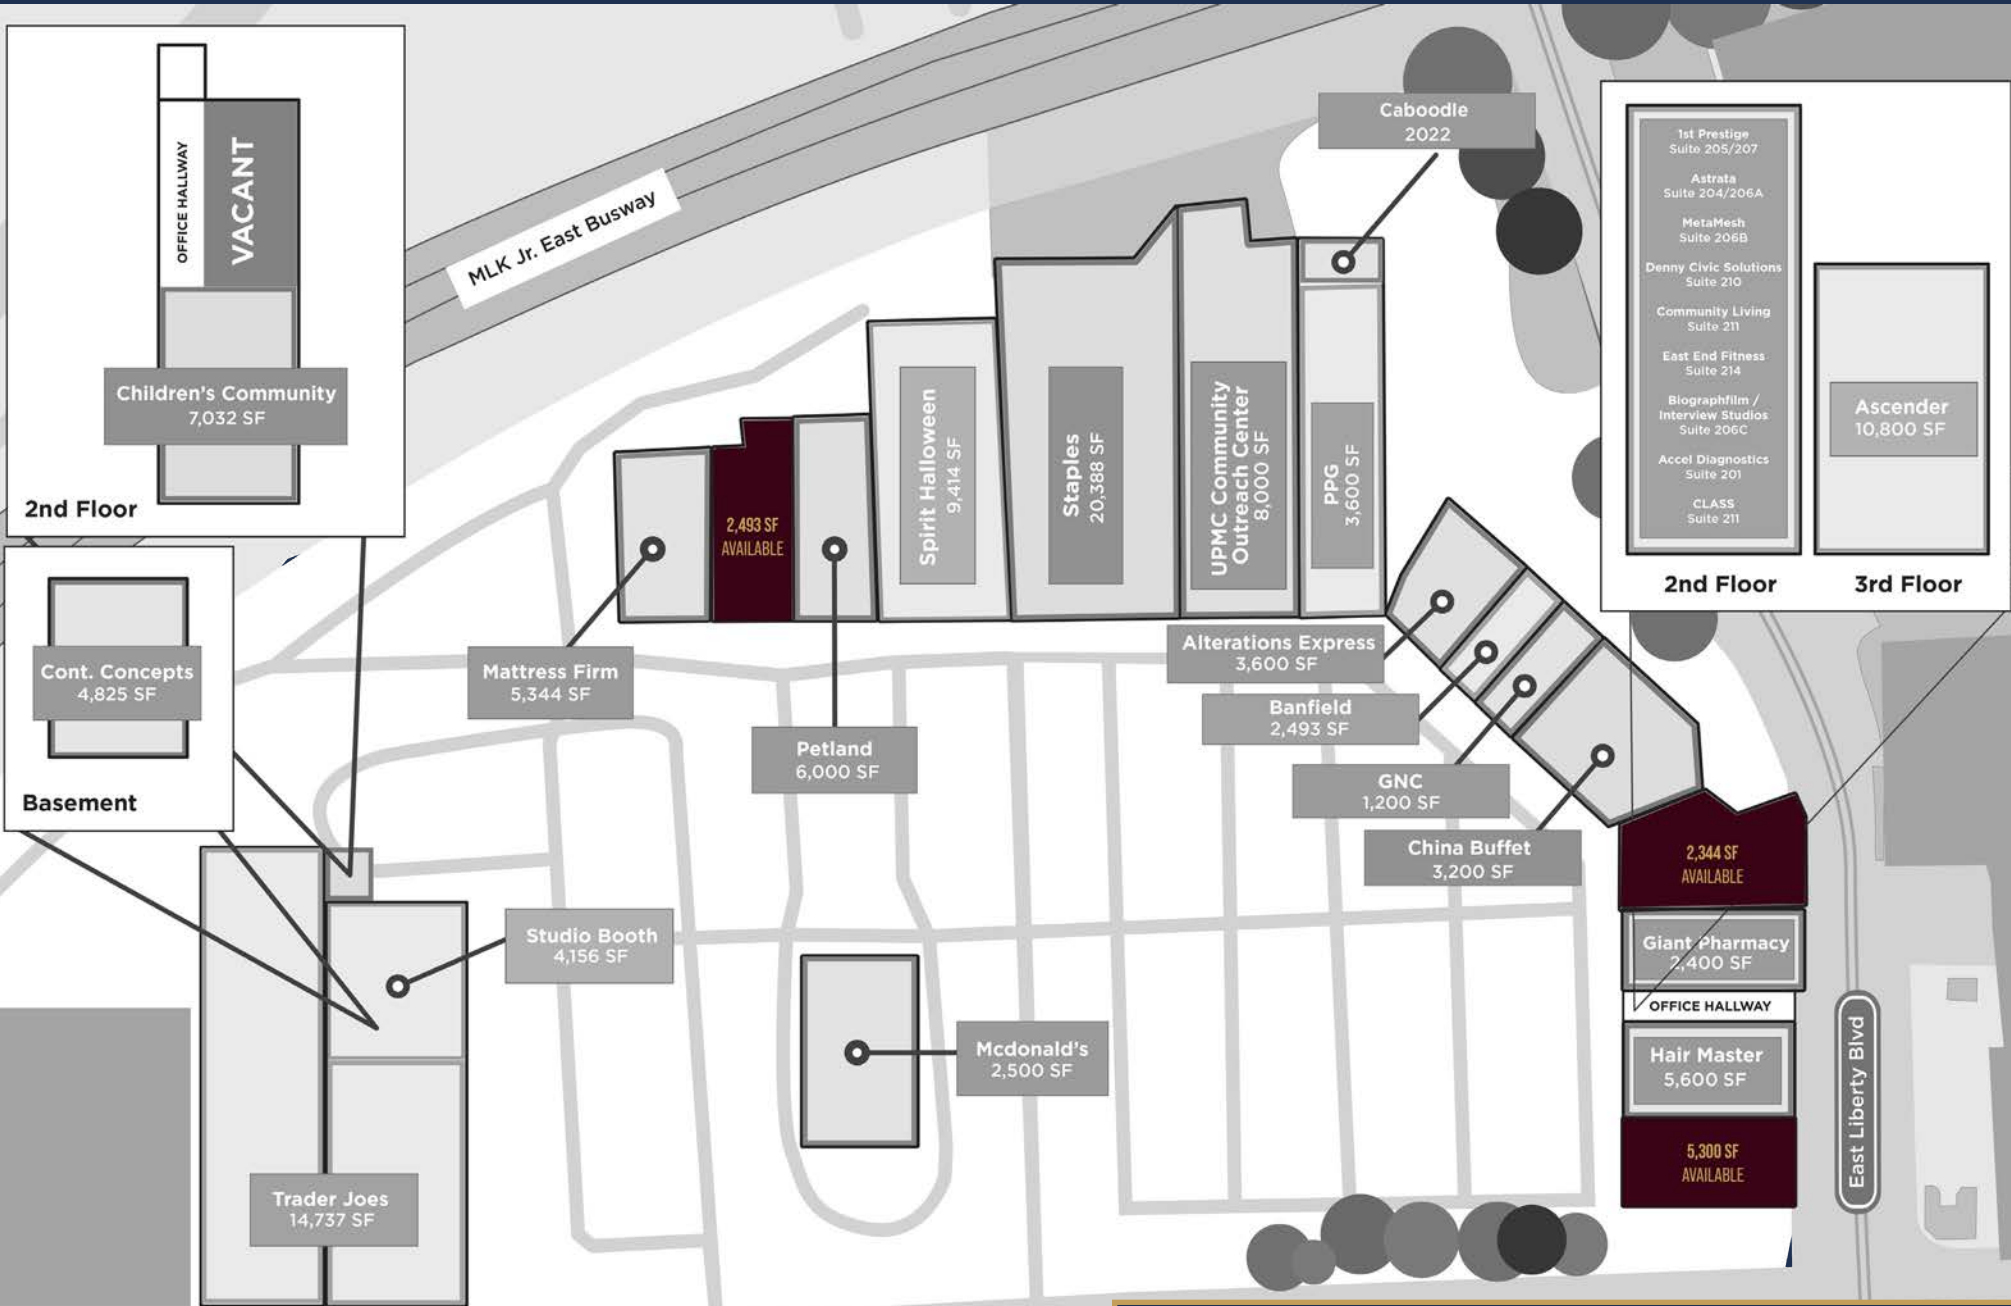 OFFICE HALLWAY
VACANT
Children's Community
7,032 SF
2nd Floor
Cont. Concepts
4,825 SF
Basement
MLK Jr. East Busway
Caboodle
2022
1st Prestige
Suite 205/207
Astrata
Suite 204/206A
MetaMesh
Suite 206B
Denny Civic Solutions
Suite 210
Community Living
Suite 211
East End Fitness
Suite 214
Biographfilm /
Interview Studios
Suite 206C
Accel Diagnostics
Suite 201
CLASS
Suite 211
2nd Floor
Ascender
10,800 SF
3rd Floor
Mattress Firm
5,344 SF
2,493 SF
AVAILABLE
Petland
6,000 SF
Spirit Halloween
9,414 SF
Staples
20,388 SF
UPMC Community
Outreach Center
8,000 SF
PPG
3,600 SF
Alterations Express
3,600 SF
Banfield
2,493 SF
GNC
1,200 SF
China Buffet
3,200 SF
2,344 SF
AVAILABLE
Giant Pharmacy
2,400 SF
OFFICE HALLWAY
Hair Master
5,600 SF
5,300 SF
AVAILABLE
East Liberty Blvd
Studio Booth
4,156 SF
Mcdonald's
2,500 SF
Trader Joes
14,737 SF